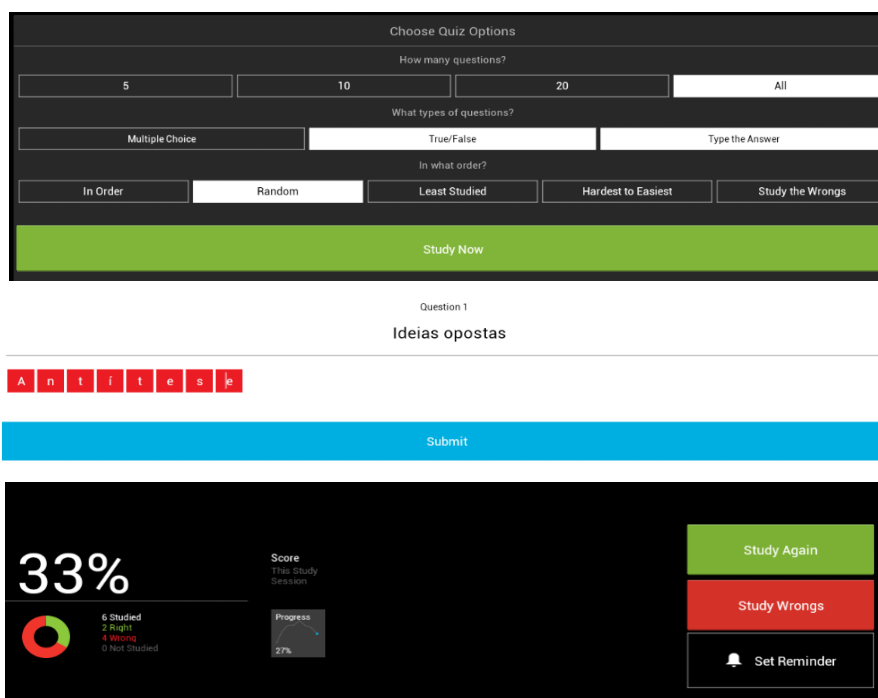 Choose Quiz Options
How many questions?
5 10 20 All
What types of questions?
Multiple Choice True/False Type the Answer
In what order?
In Order Random Least Studied Hardest to Easiest Study the Wrongs
Study Now
Question 1
Ideias opostas
Antítese
Submit
33%
Score
This Study
Session
6 Studied
2 Right
4 Wrong
0 Not Studied
Progress
27%
Study Again
Study Wrongs
Set Reminder